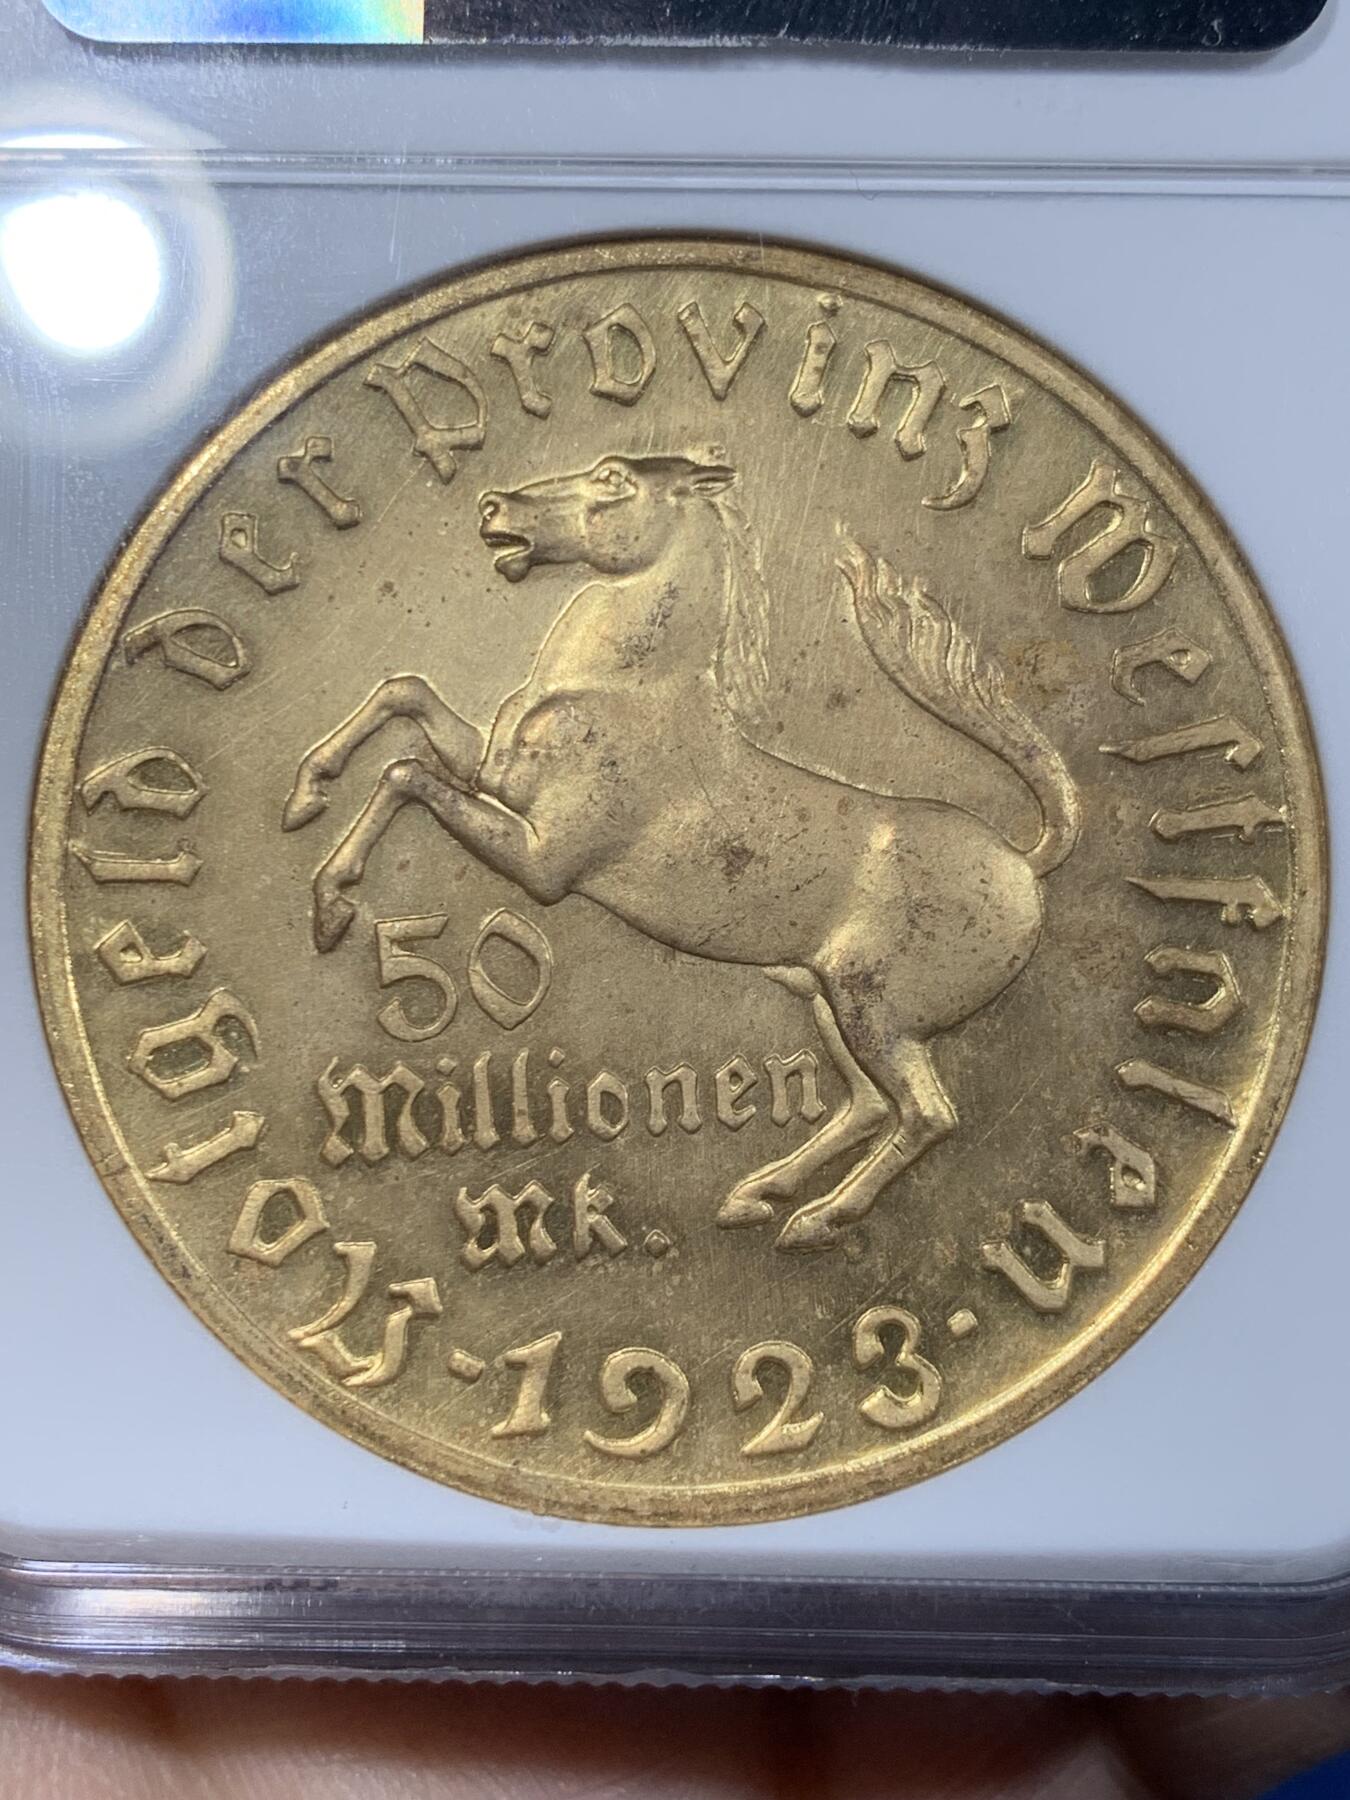 Notgeld der Provinz Westfalen
50
Millionen
Mk.
· 1923 ·